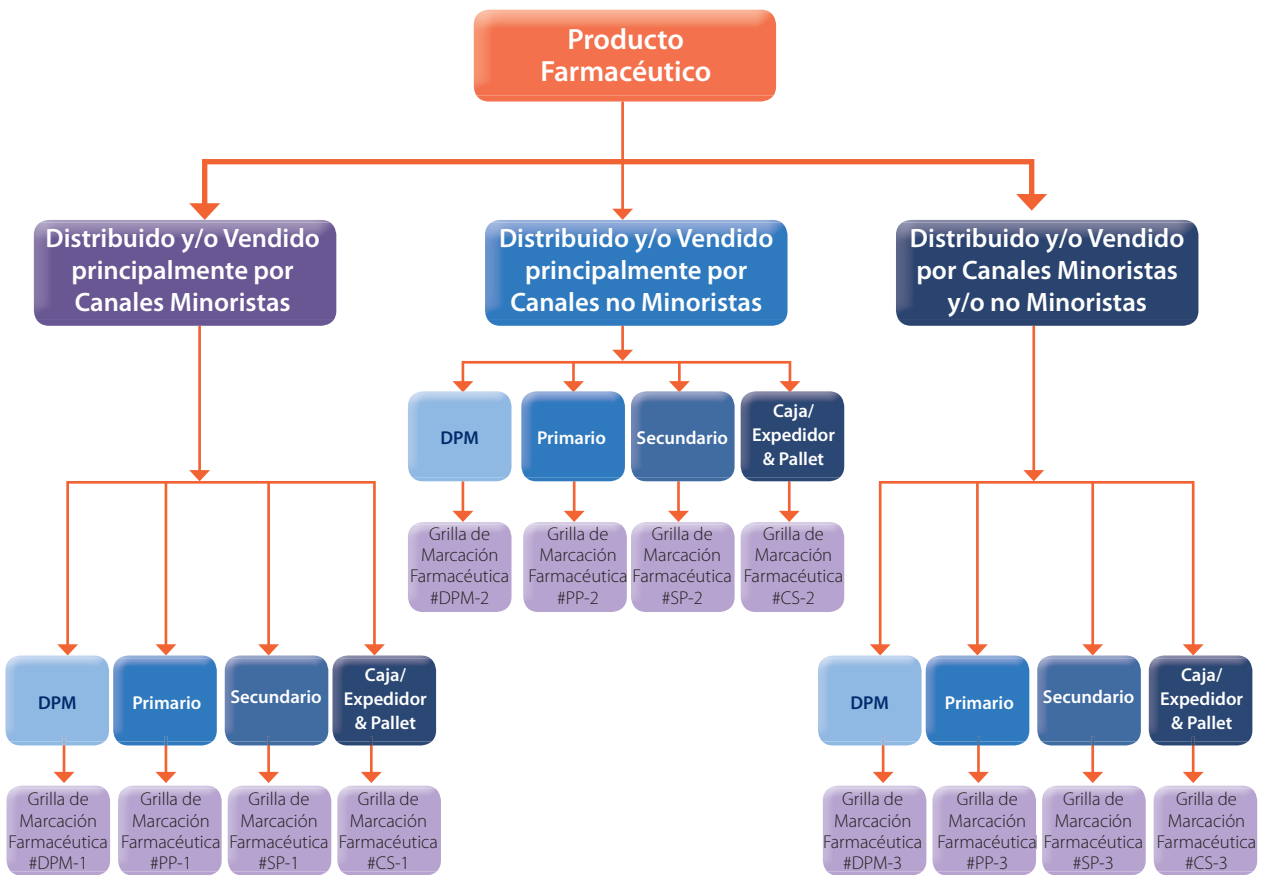 Producto
Farmacéutico
Distribuido y/o Vendido
principalmente por
Canales Minoristas
Distribuido y/o Vendido
principalmente por
Canales no Minoristas
Distribuido y/o Vendido
por Canales Minoristas
y/o no Minoristas
DPM
Primario
Secundario
Caja/
Expedidor
& Pallet
Grilla de
Marcación
Farmacéutica
#DPM-2
Grilla de
Marcación
Farmacéutica
#PP-2
Grilla de
Marcación
Farmacéutica
#SP-2
Grilla de
Marcación
Farmacéutica
#CS-2
DPM
Primario
Secundario
Caja/
Expedidor
& Pallet
DPM
Primario
Secundario
Caja/
Expedidor
& Pallet
Grilla de
Marcación
Farmacéutica
#DPM-1
Grilla de
Marcación
Farmacéutica
#PP-1
Grilla de
Marcación
Farmacéutica
#SP-1
Grilla de
Marcación
Farmacéutica
#CS-1
Grilla de
Marcación
Farmacéutica
#DPM-3
Grilla de
Marcación
Farmacéutica
#PP-3
Grilla de
Marcación
Farmacéutica
#SP-3
Grilla de
Marcación
Farmacéutica
#CS-3